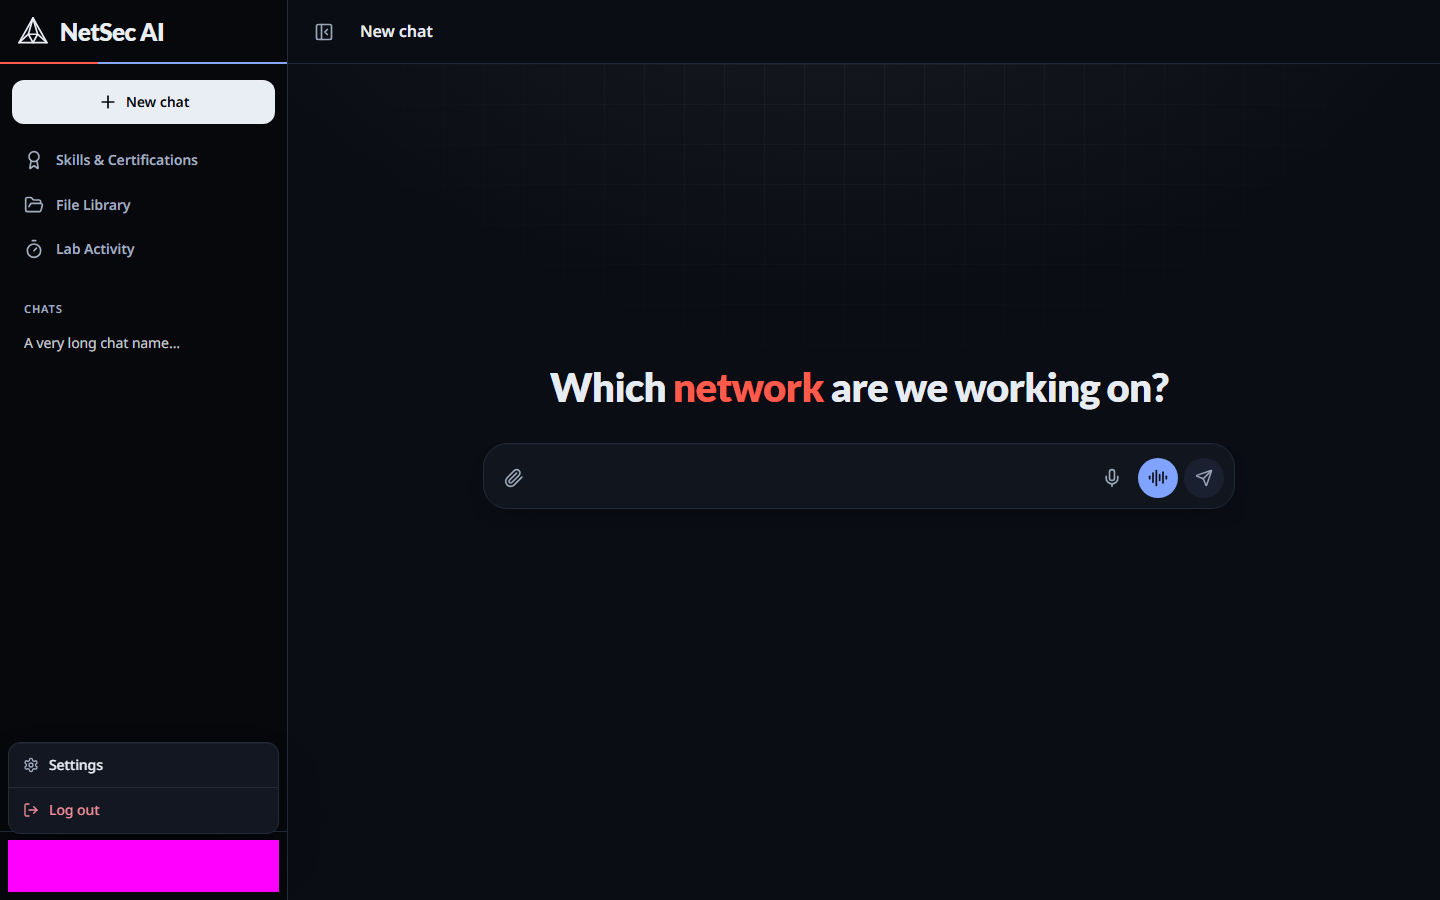 NetSec AI
New chat
New chat
Skills & Certifications
File Library
Lab Activity
CHATS
A very long chat name...
Which network are we working on?
Settings
Log out